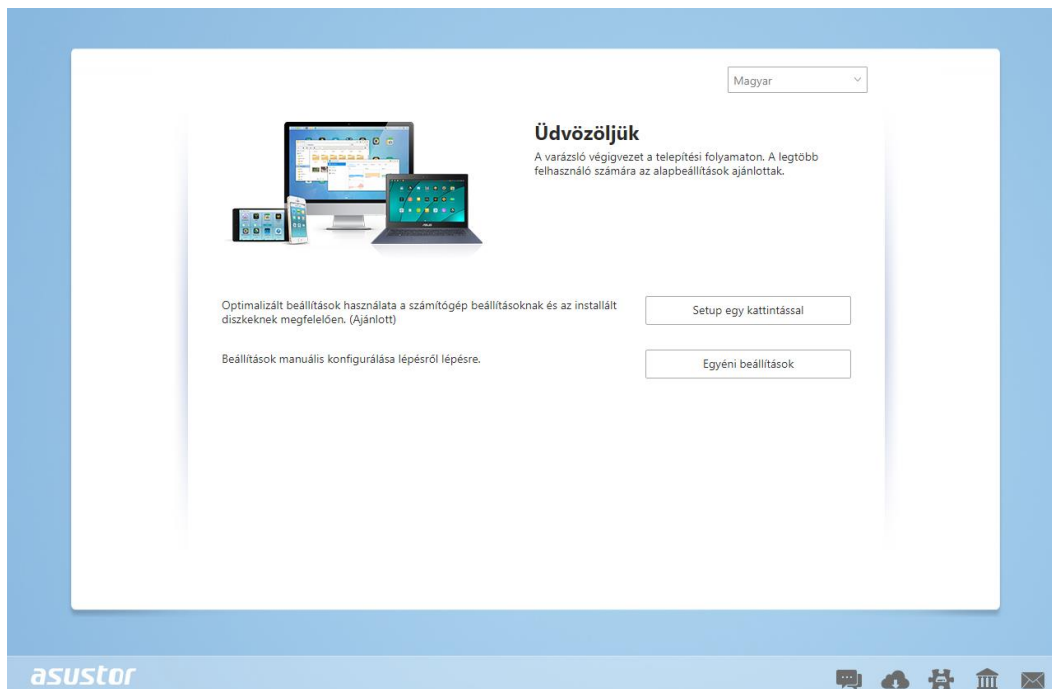 Magyar
Üdvözöljük
A varázsló végigvezet a telepítési folyamaton. A legtöbb
felhasználó számára az alapbeállítások ajánlottak.
Optimalizált beállítások használata a számítógép beállításoknak és az installált
diszkeknek megfelelően. (Ajánlott)
Setup egy kattintással
Beállítások manuális konfigurálása lépésről lépésre.
Egyéni beállítások
asustor